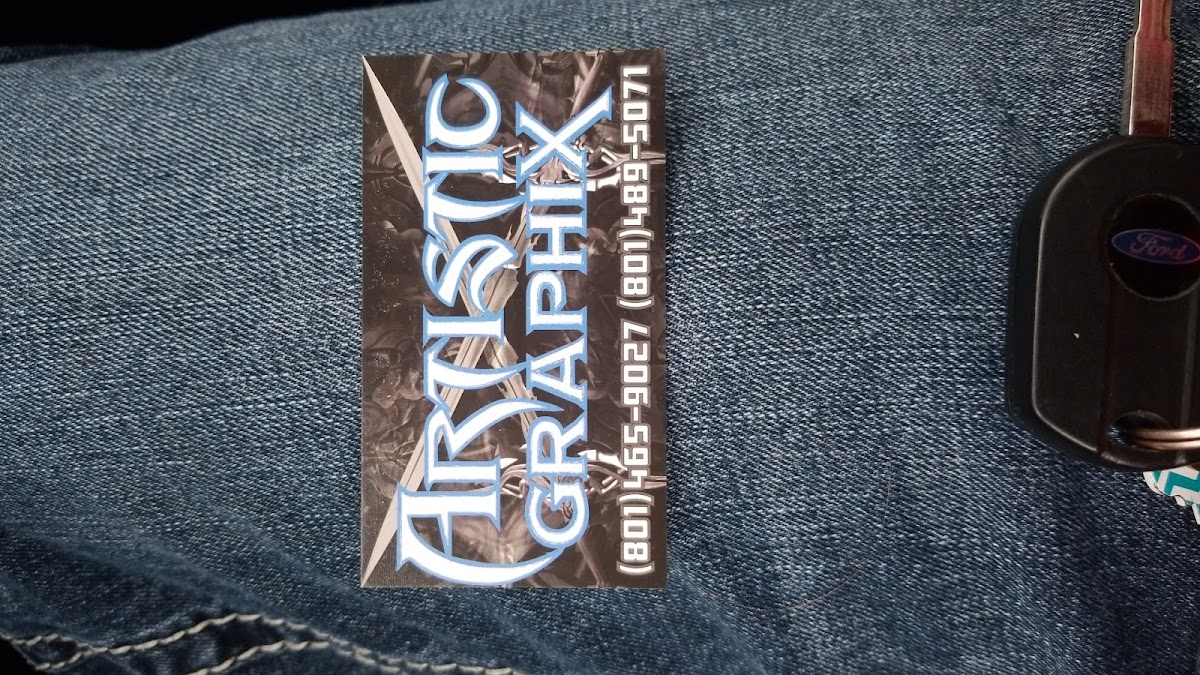 ARTISTIC
GRAPHIX
(801)465-9027 (801)489-5071
Ford